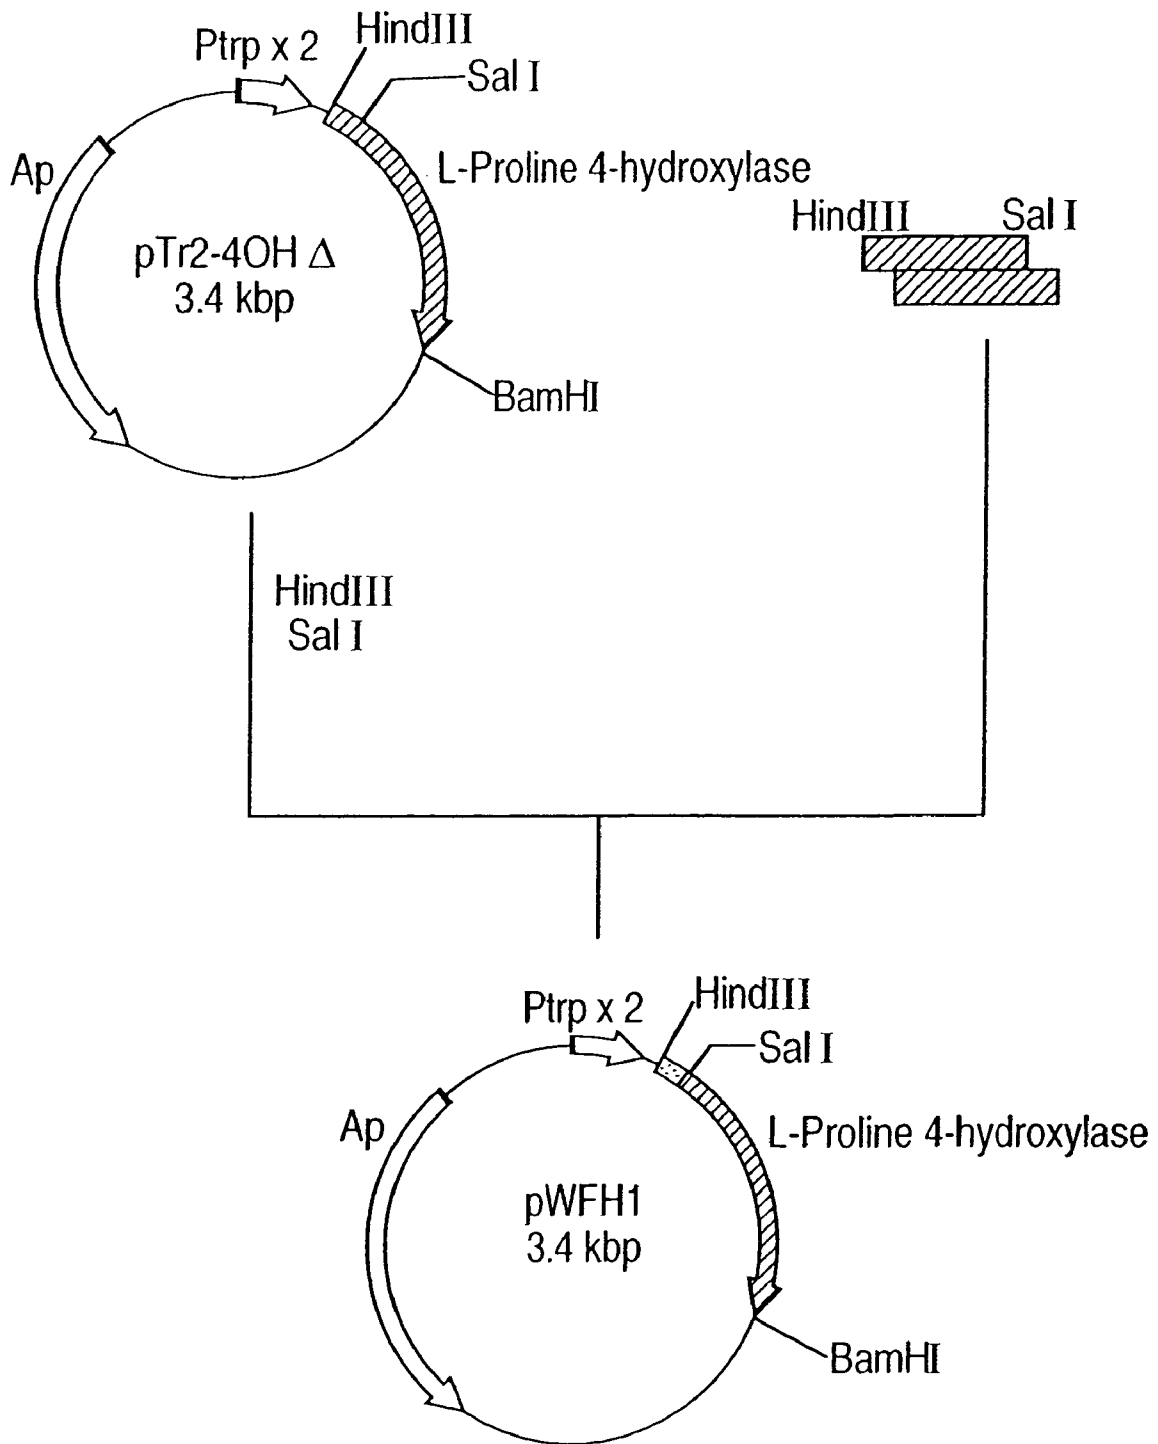 Ptrp x 2
HindIII
Sal I
Ap
L-Proline 4-hydroxylase
pTr2-4OH Δ
3.4 kbp
BamHI
HindIII Sal I
HindIII
Sal I
Ptrp x 2
HindIII
Sal I
Ap
L-Proline 4-hydroxylase
pWFH1
3.4 kbp
BamHI